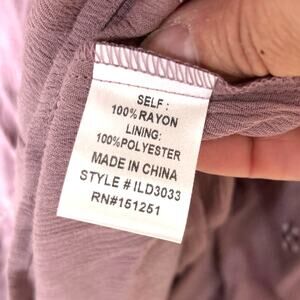 SELF :
100%RAYON
LINING:
100%POLYESTER
MADE IN CHINA
STYLE # ILD3033
RN#151251